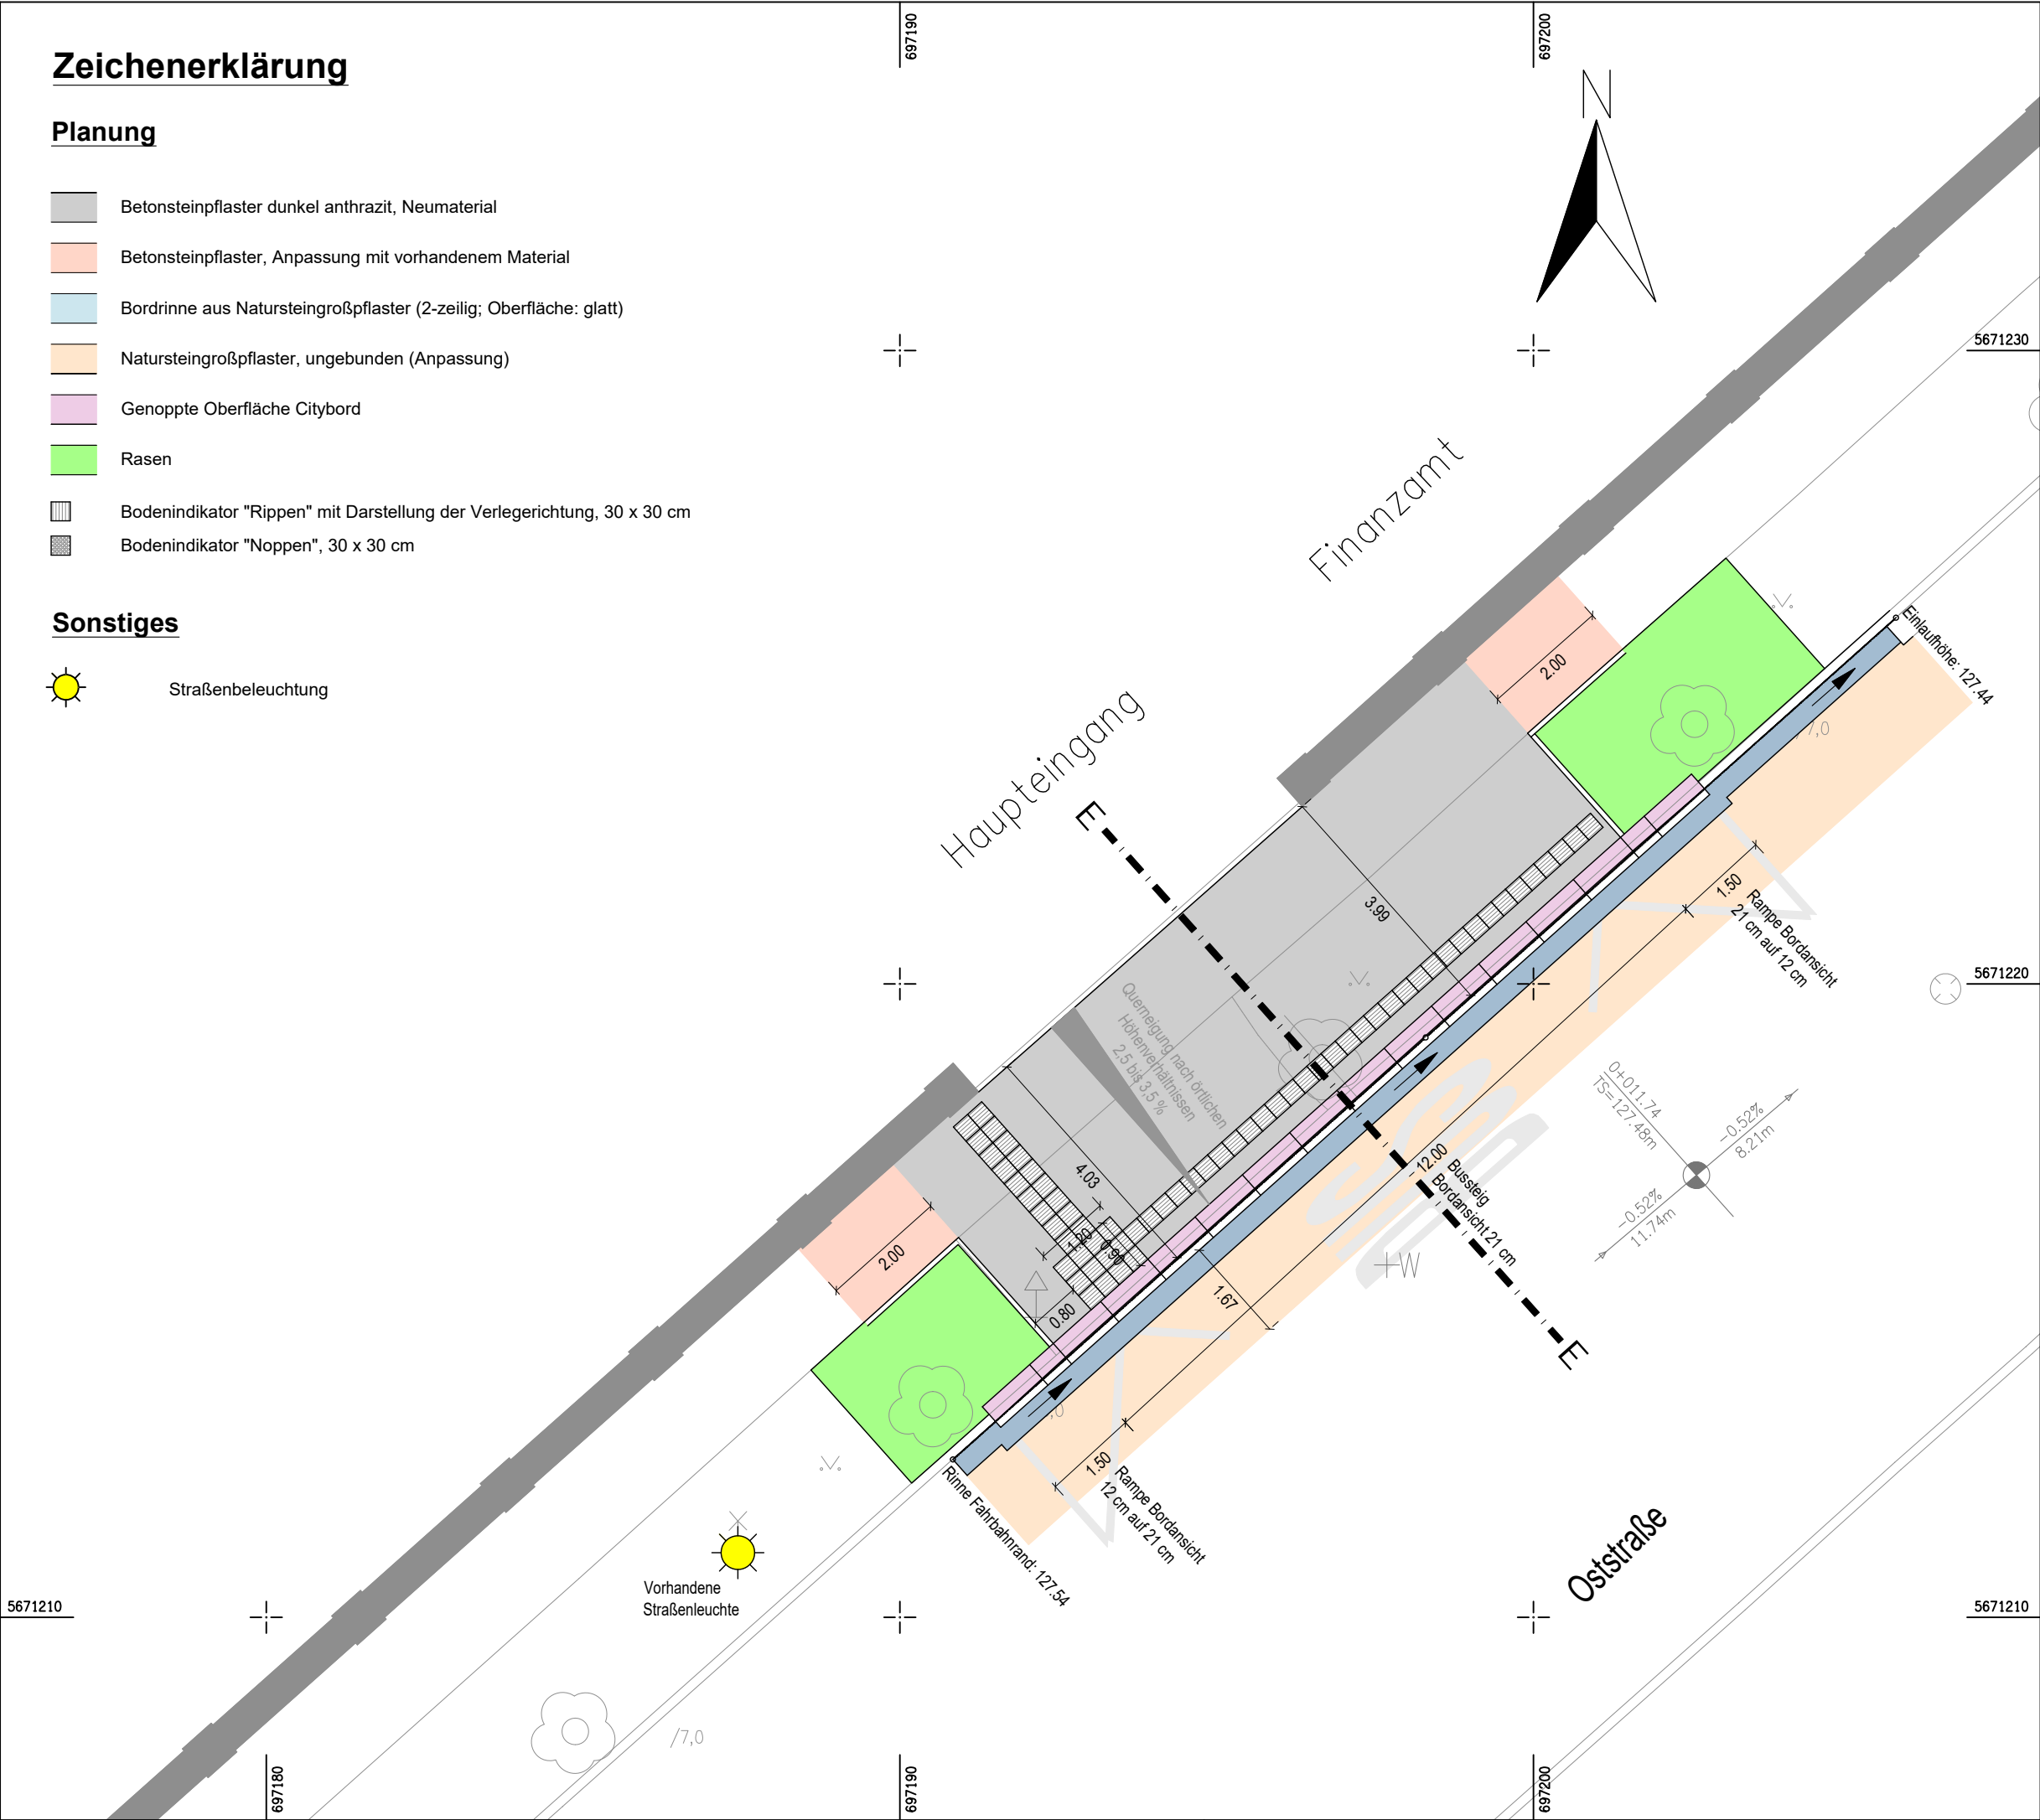 697190
697200
Zeichenerklärung
Planung
Betonsteinpflaster dunkel anthrazit, Neumaterial
Betonsteinpflaster, Anpassung mit vorhandenem Material
Bordrinne aus Natursteingroßpflaster (2-zeilig; Oberfläche: glatt)
Natursteingroßpflaster, ungebunden (Anpassung)
Genoppte Oberfläche Citybord
Rasen
Bodenindikator "Rippen" mit Darstellung der Verlegerichtung, 30 x 30 cm
Bodenindikator "Noppen", 30 x 30 cm
Sonstiges
Straßenbeleuchtung
N
5671230
Finanzamt
Haupteingang
2.00
Einlaufhöhe: 127.44
7,0
E
3.99
1.50
Rampe Bordansicht
21 cm auf 12 cm
5671220
Querneigung nach örtlichen
Höhenverhältnissen
2,5 bis 3,5 %
BUS
0+011.74
TS=127.48m
-0.52%
8.21m
-0.52%
11.74m
12.00
Bussteig
Bordansicht 21 cm
4.03
1.20
0.90
0.80
2.00
1.67
+W
E
,0
1.50
Rampe Bordansicht
12 cm auf 21 cm
Rinne Fahrbahnrand: 127.54
Oststraße
Vorhandene
Straßenleuchte
5671210
5671210
/7,0
697180
697190
697200